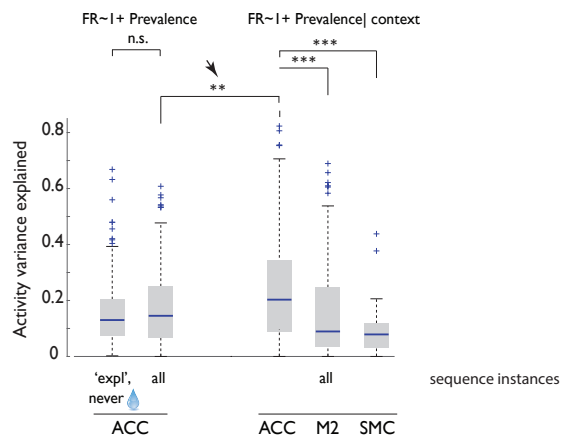 FR~1+ Prevalence
FR~1+ Prevalence| context
n.s.
***
***
**
Activity variance explained
0.8
0.6
0.4
0.2
0
'expl',
never
all
all
sequence instances
ACC
ACC M2 SMC